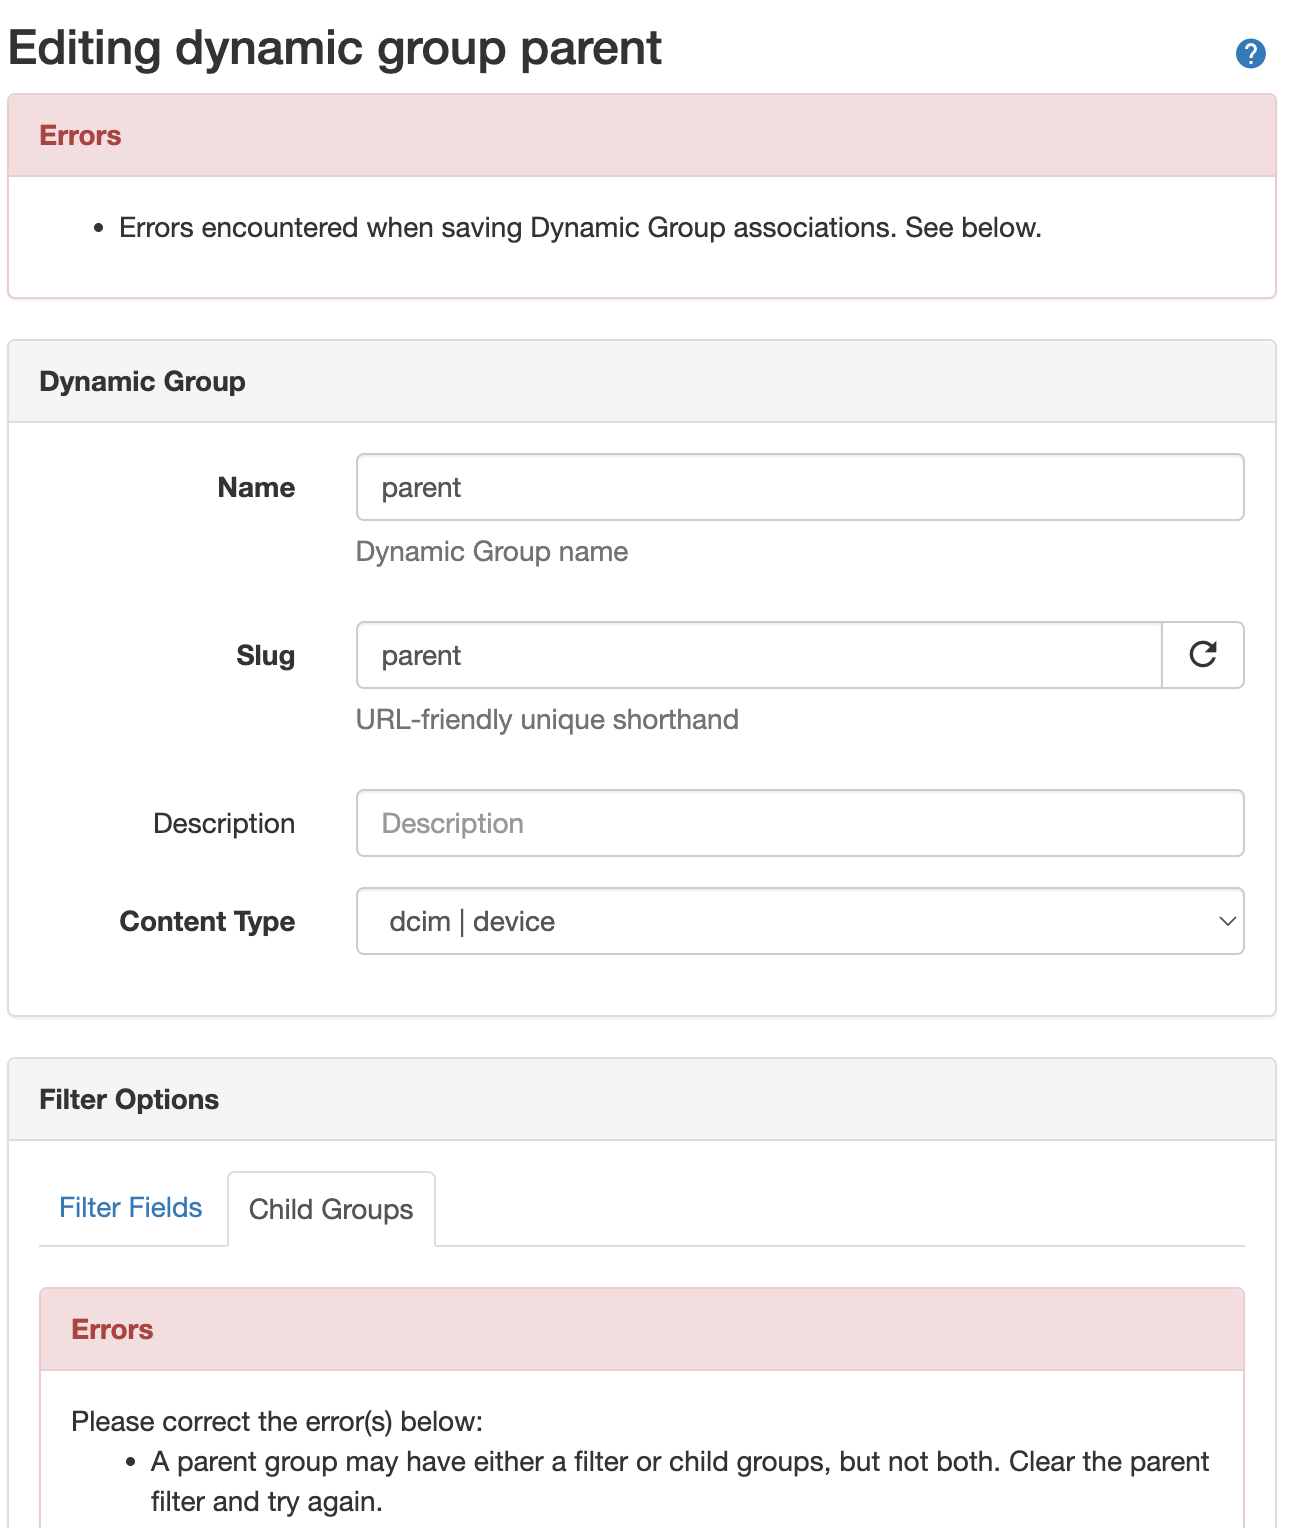 Editing dynamic group parent
?
Errors
• Errors encountered when saving Dynamic Group associations. See below.
Dynamic Group
Name
parent
Dynamic Group name
Slug
parent
URL-friendly unique shorthand
Description
Description
Content Type
dcim | device
Filter Options
Filter Fields
Child Groups
Errors
Please correct the error(s) below:
• A parent group may have either a filter or child groups, but not both. Clear the parent
filter and try again.